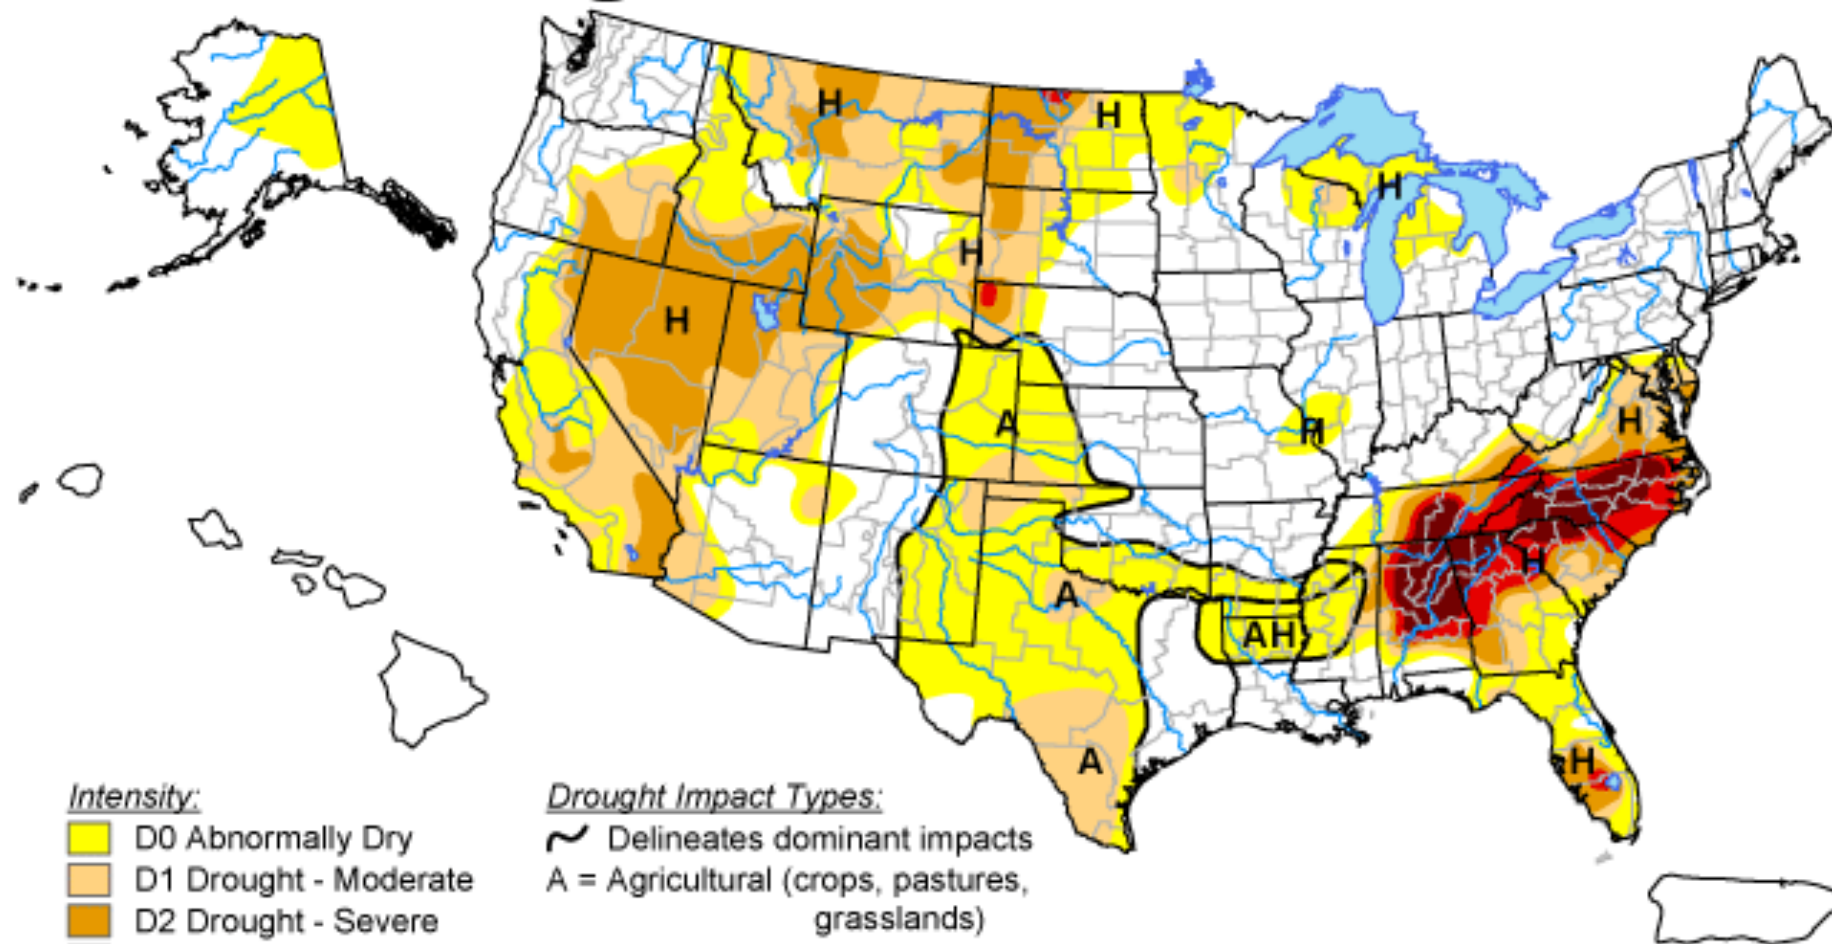 H
H
H
H
H
A
H
H
H
A
AH
H
A
H
Intensity:
D0 Abnormally Dry
D1 Drought - Moderate
D2 Drought - Severe
Drought Impact Types:
Delineates dominant impacts
A = Agricultural (crops, pastures,
grasslands)